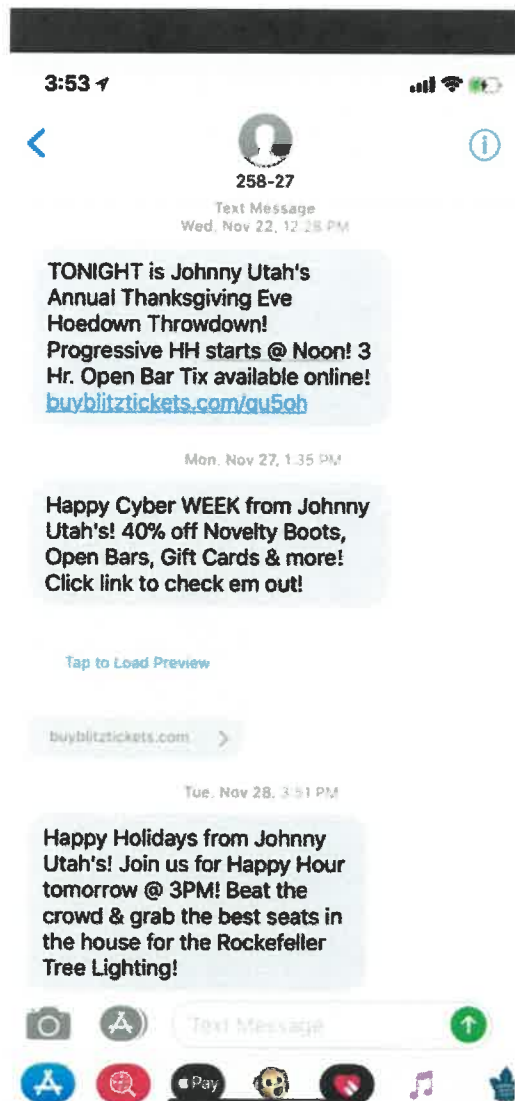 3:53
258-27
Text Message
Wed, Nov 22, 12:28 PM
TONIGHT is Johnny Utah's
Annual Thanksgiving Eve
Hoedown Throwdown!
Progressive HH starts @ Noon! 3
Hr. Open Bar Tix available online!
buyblitztickets.com/qu5oh
Mon, Nov 27, 1:35 PM
Happy Cyber WEEK from Johnny
Utah's! 40% off Novelty Boots,
Open Bars, Gift Cards & more!
Click link to check em out!
Tap to Load Preview
buyblitztickets.com
Tue, Nov 28, 3:51 PM
Happy Holidays from Johnny
Utah's! Join us for Happy Hour
tomorrow @ 3PM! Beat the
crowd & grab the best seats in
the house for the Rockefeller
Tree Lighting!
Text Message
Pay